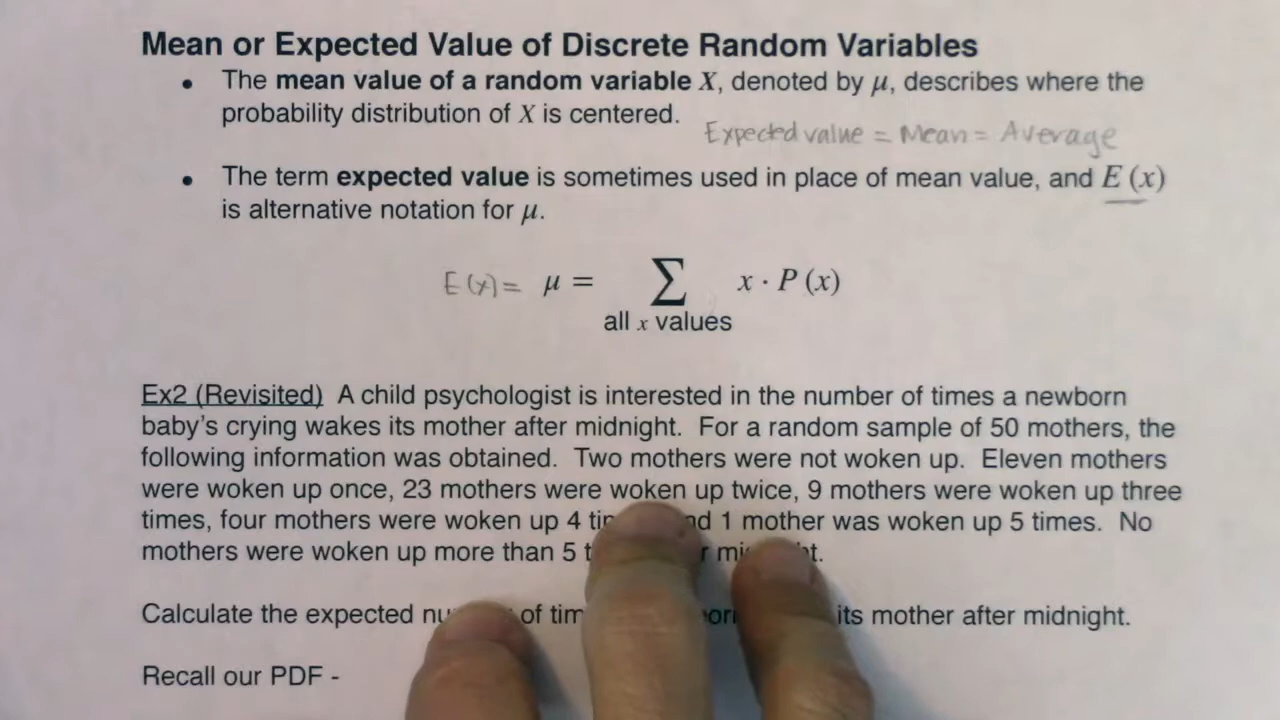 Mean or Expected Value of Discrete Random Variables
• The mean value of a random variable X, denoted by μ, describes where the
probability distribution of X is centered.
Expected value = Mean = Average
• The term expected value is sometimes used in place of mean value, and E (x)
is alternative notation for μ.
E(x) = μ = ∑ x · P (x)
all x values
Ex2 (Revisited) A child psychologist is interested in the number of times a newborn
baby's crying wakes its mother after midnight. For a random sample of 50 mothers, the
following information was obtained. Two mothers were not woken up. Eleven mothers
were woken up once, 23 mothers were woken up twice, 9 mothers were woken up three
times, four mothers were woken up 4 1 mother was woken up 5 times. No
mothers were woken up more than 5
Calculate the expected of its mother after midnight.
Recall our PDF -